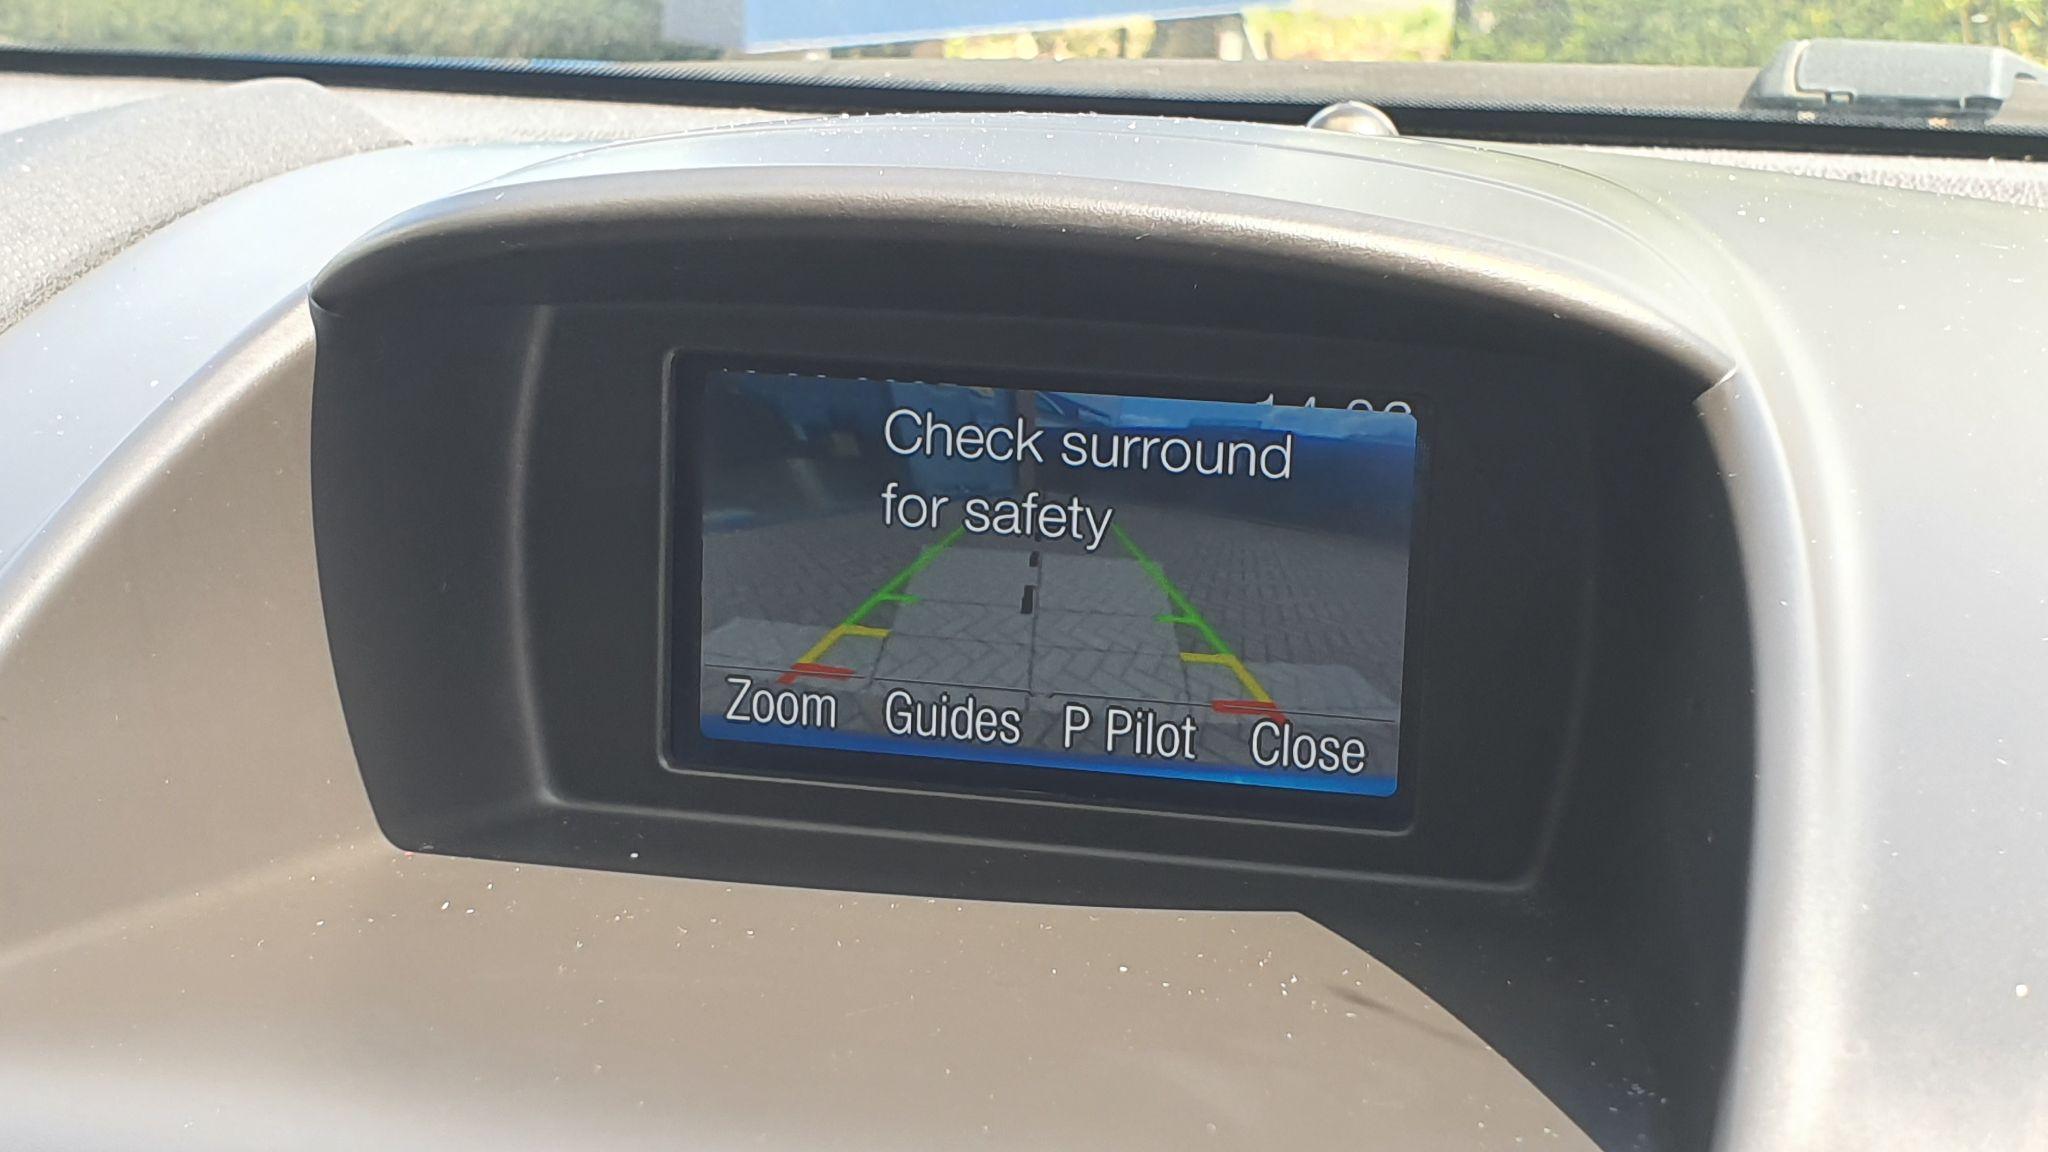 Check surround
for safety
Zoom Guides P Pilot Close